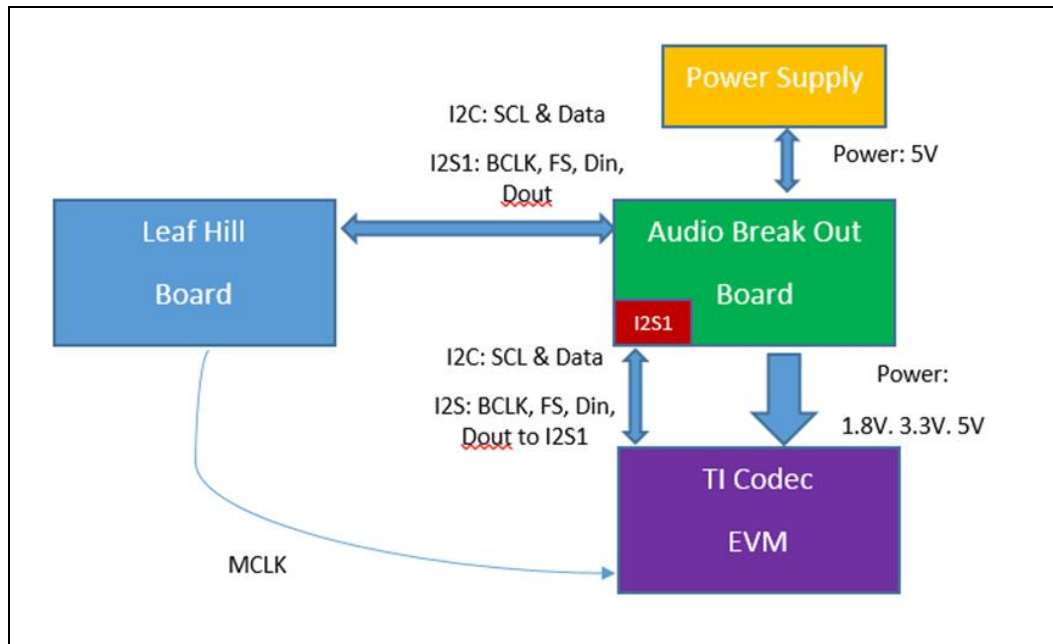 Power Supply
I2C: SCL & Data
I2S1: BCLK, FS, Din,
Dout
Power: 5V
Leaf Hill
Board
Audio Break Out
Board
I2S1
I2C: SCL & Data
I2S: BCLK, FS, Din,
Dout to I2S1
Power:
1.8V. 3.3V. 5V
TI Codec
EVM
MCLK